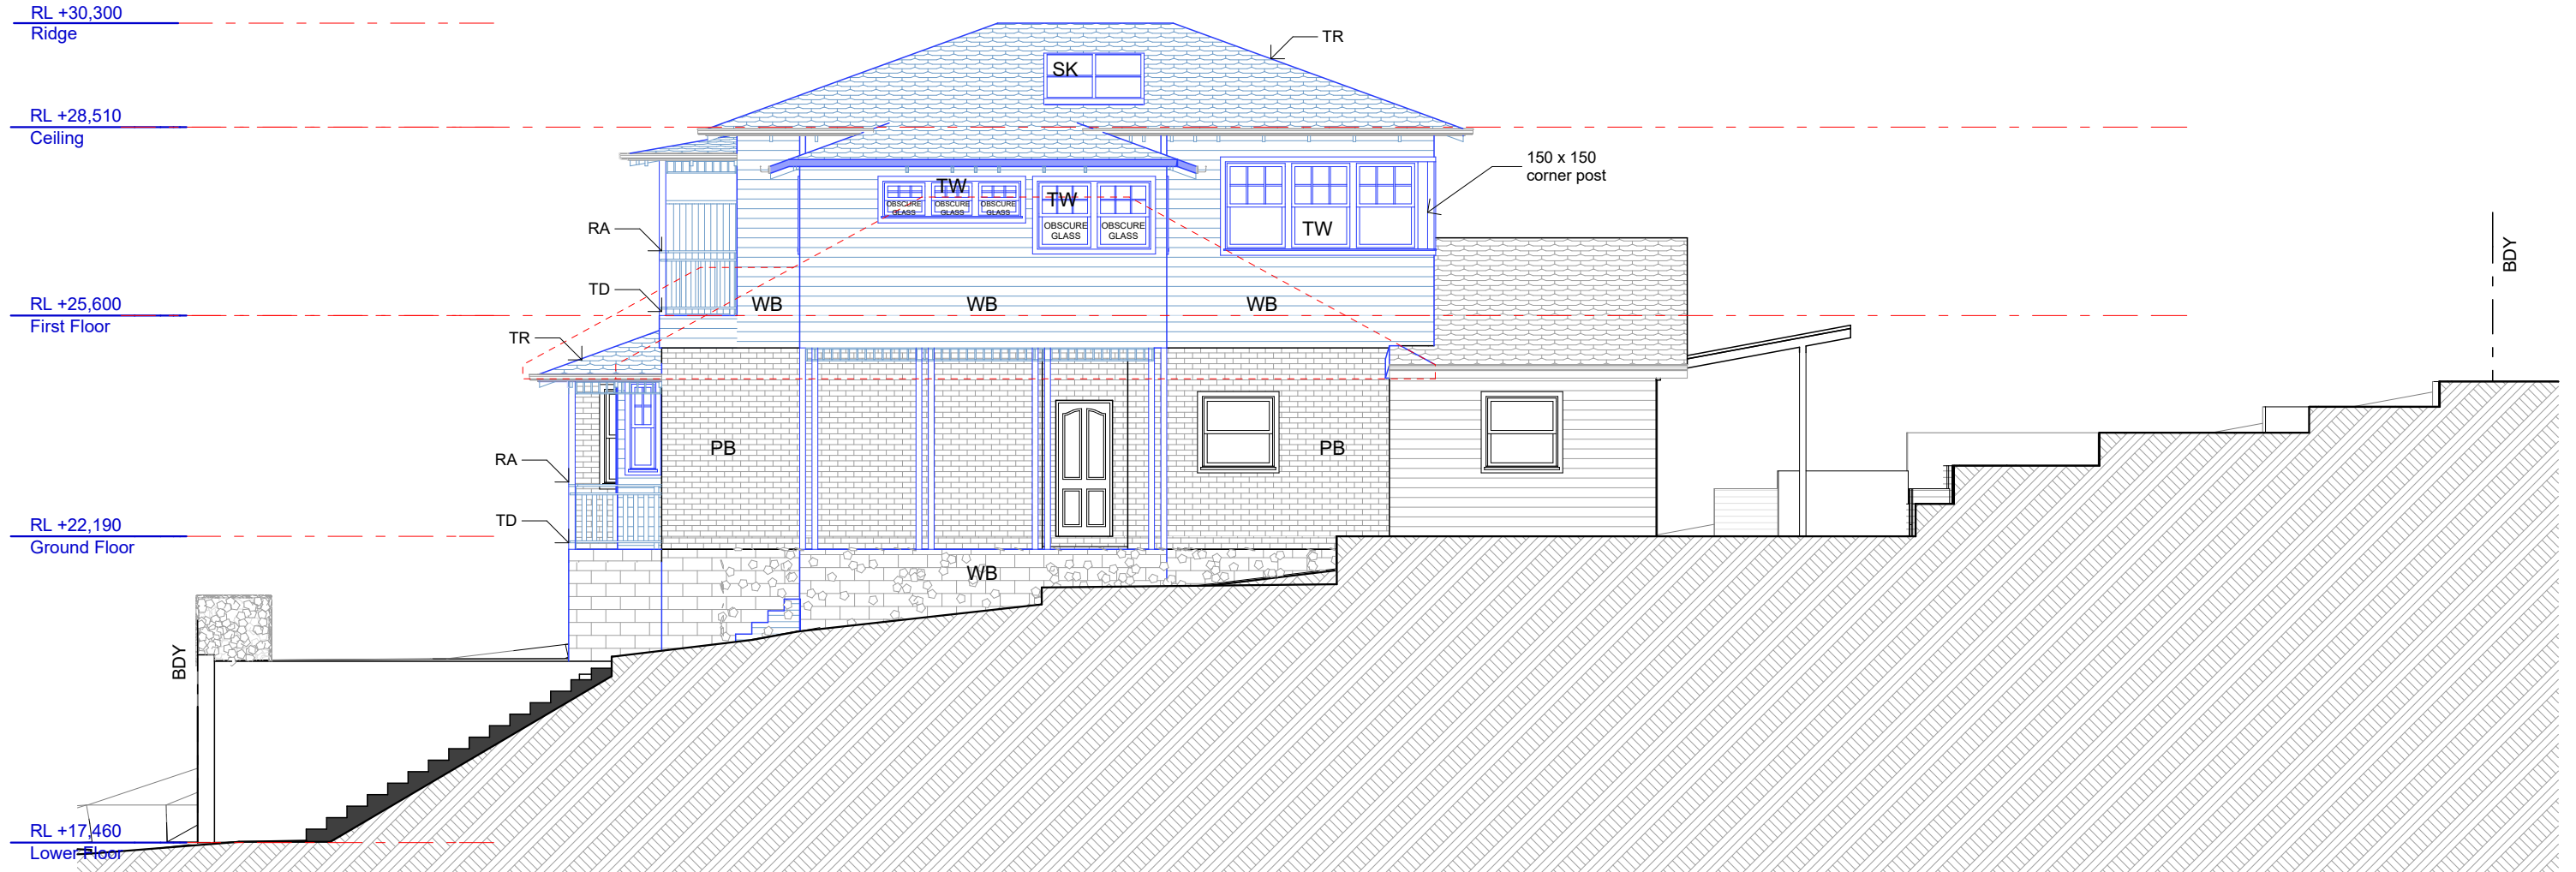 RL +30,300
Ridge
TR
SK
RL +28,510
Ceiling
150 x 150
corner post
TW
TW
OBSCURE
GLASS
OBSCURE
GLASS
OBSCURE
GLASS
OBSCURE
GLASS
OBSCURE
GLASS
TW
RA
BDY
TD
RL +25,600
First Floor
WB
WB
WB
TR
PB
PB
RA
TD
RL +22,190
Ground Floor
WB
BDY
RL +17,460
Lower Floor